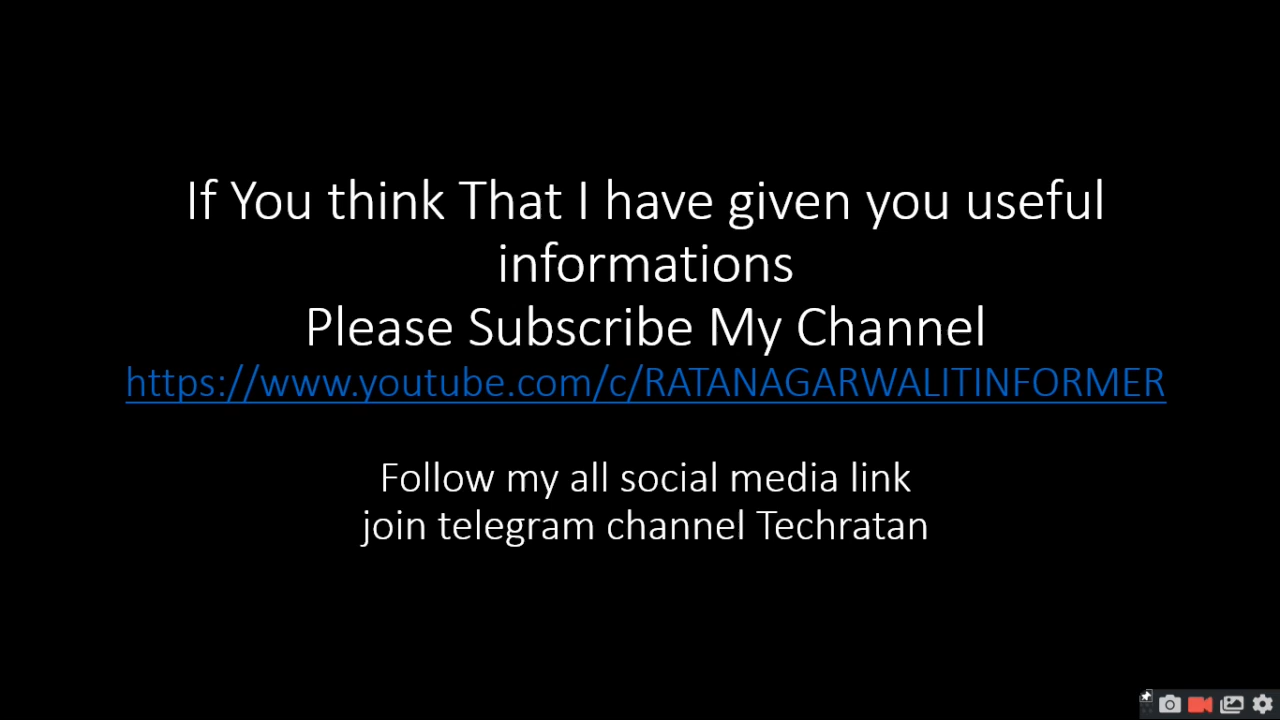 If You think That I have given you useful
informations
Please Subscribe My Channel
https://www.youtube.com/c/RATANAGARWALITINFORMER
Follow my all social media link
join telegram channel Techratan